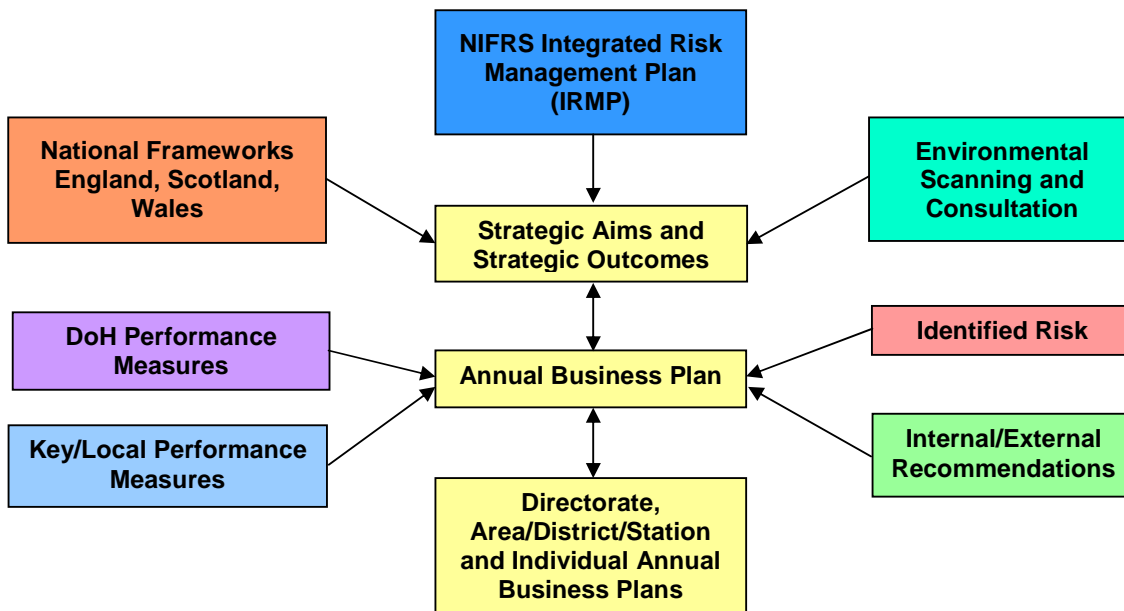 NIFRS Integrated Risk
Management Plan
(IRMP)
National Frameworks
England, Scotland,
Wales
Environmental
Scanning and
Consultation
Strategic Aims and
Strategic Outcomes
DoH Performance
Measures
Identified Risk
Annual Business Plan
Key/Local Performance
Measures
Internal/External
Recommendations
Directorate,
Area/District/Station
and Individual Annual
Business Plans